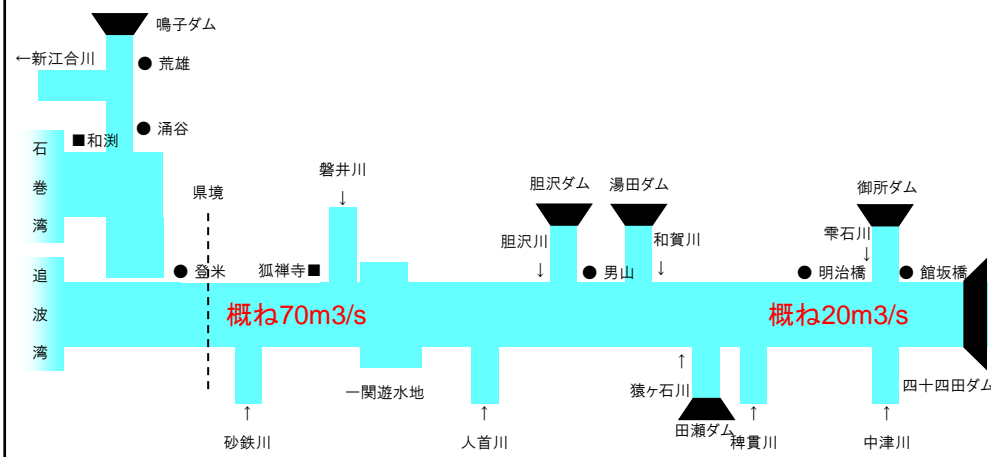 鳴子ダム
←新江合川
● 荒雄
● 涌谷
■和渕
石巻湾
県境
磐井川
↓
胆沢ダム
湯田ダム
御所ダム
胆沢川
↓
和賀川
↓
雫石川
↓
追波湾
● 登米
狐禅寺■
● 男山
● 明治橋
● 館坂橋
概ね70m3/s
概ね20m3/s
一関遊水地
↑
猿ヶ石川
四十四田ダム
↑
砂鉄川
↑
人首川
田瀬ダム
↑
稗貫川
↑
中津川